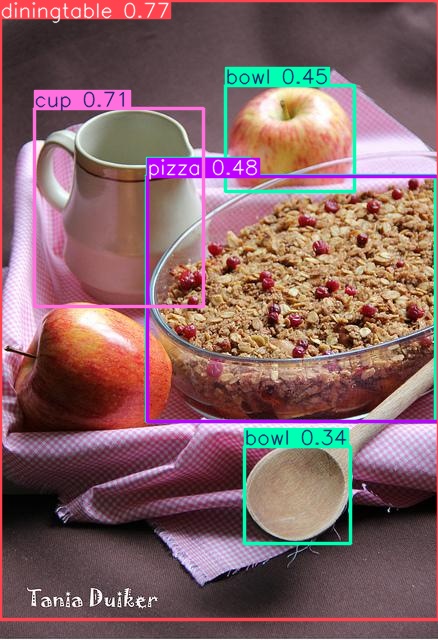 diningtable 0.77
bowl 0.45
cup 0.71
pizza 0.48
bowl 0.34
Tania Duiker